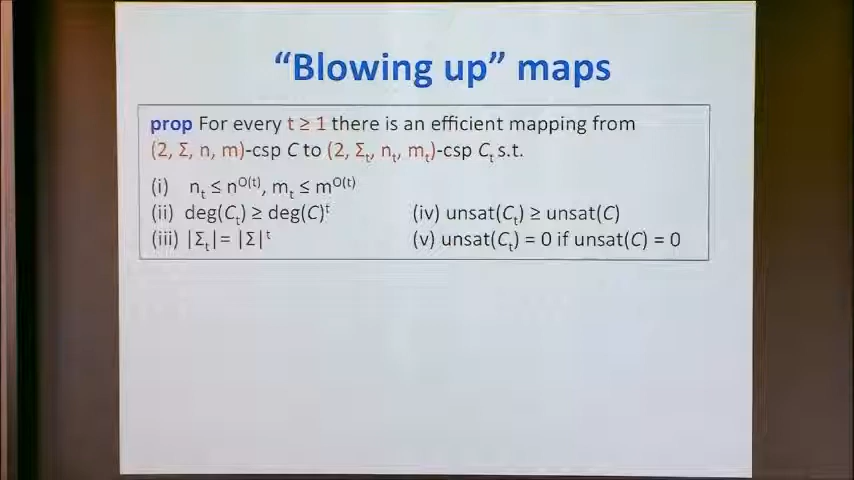 “Blowing up” maps
prop For every t ≥ 1 there is an efficient mapping from
(2, Σ, n, m)-csp C to (2, Σₜ, nₜ, mₜ)-csp Cₜ s.t.
(i) nₜ ≤ n^O(t), mₜ ≤ m^O(t)
(ii) deg(Cₜ) ≥ deg(C)ᵗ (iv) unsat(Cₜ) ≥ unsat(C)
(iii) |Σₜ|= |Σ|ᵗ (v) unsat(Cₜ) = 0 if unsat(C) = 0